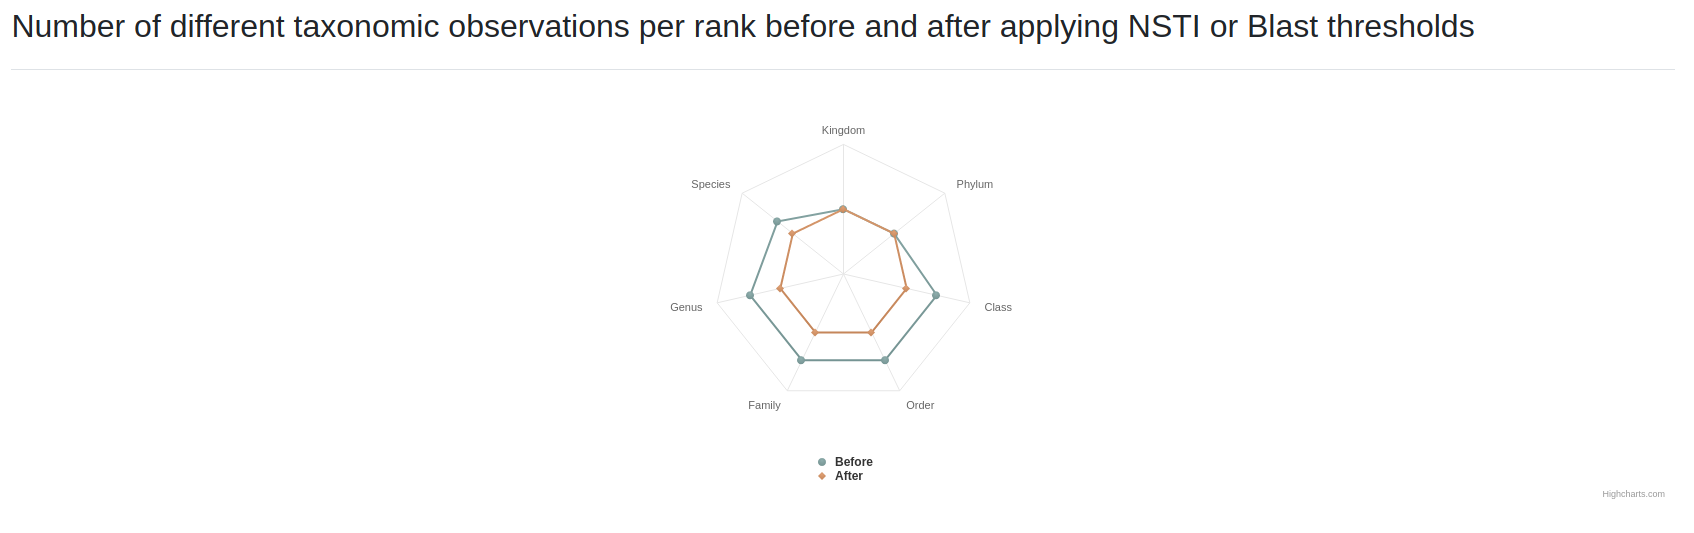 Number of different taxonomic observations per rank before and after applying NSTI or Blast thresholds
Kingdom
Species
Phylum
Genus
Class
Family
Order
Before
After
Highcharts.com